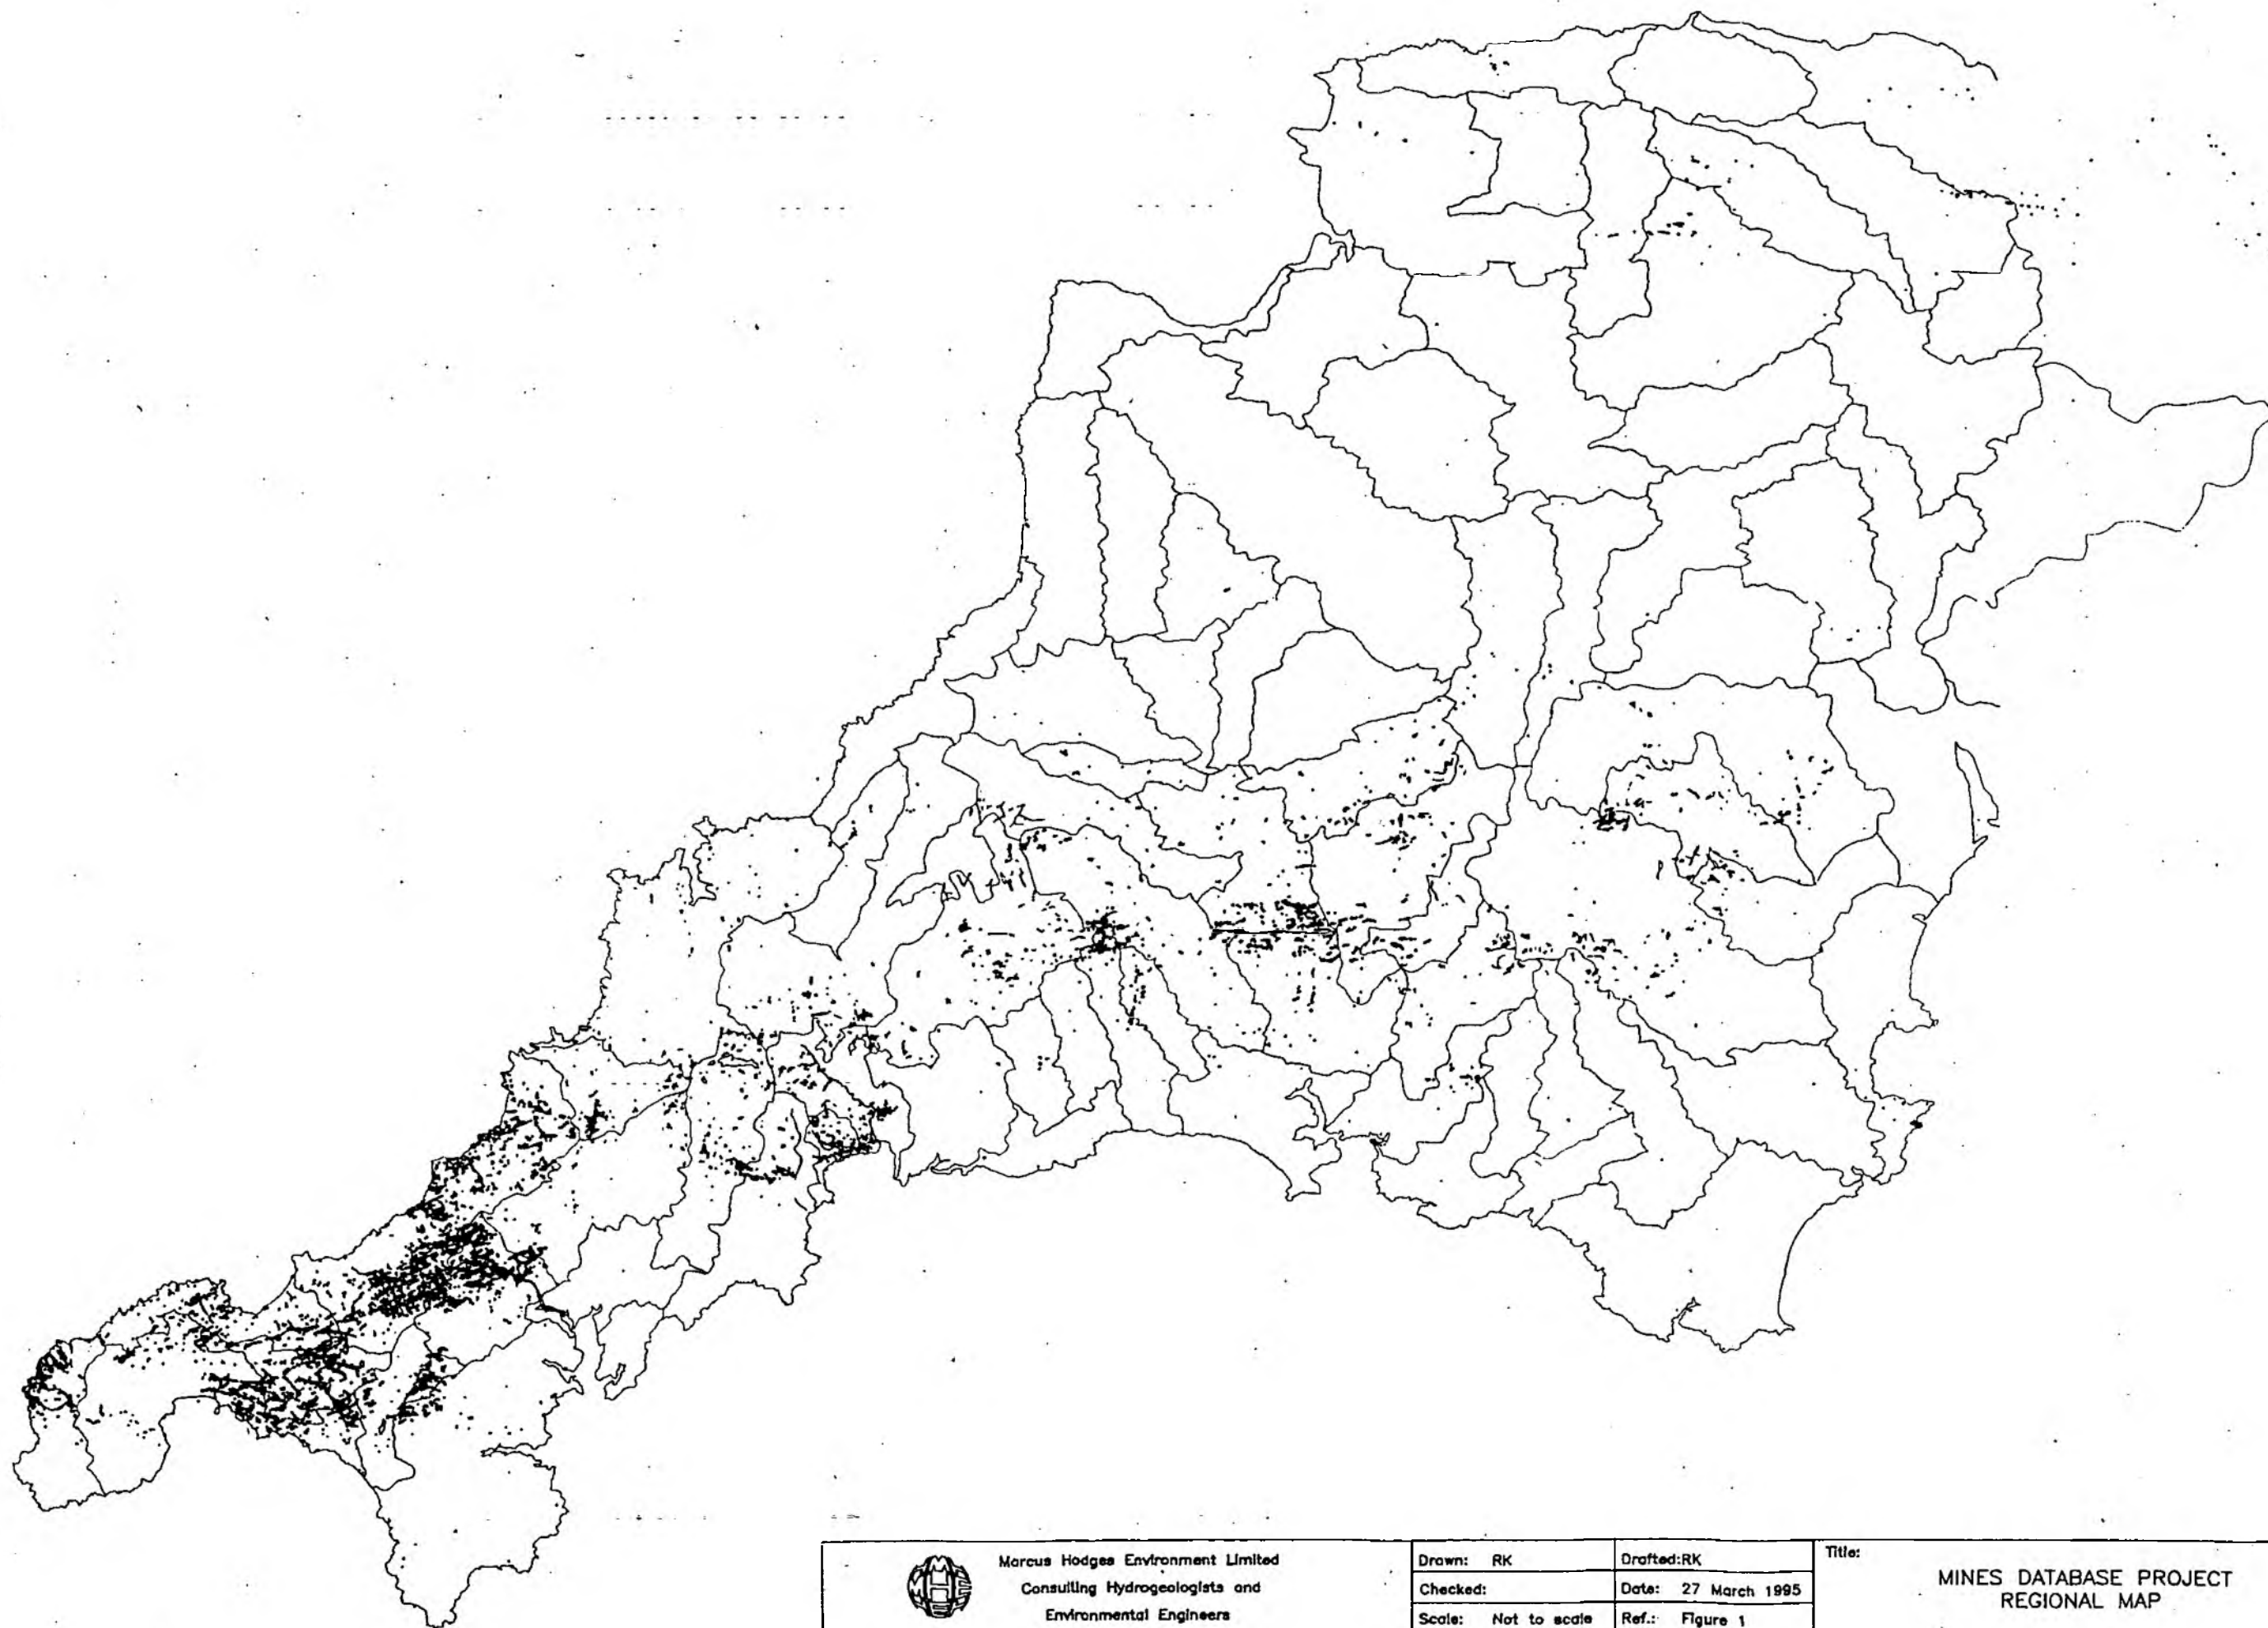 MHE
Marcus Hodges Environment Limited
Consulting Hydrogeologists and
Environmental Engineers
Drawn: RK
Drafted:RK
Checked:
Date: 27 March 1995
Scale: Not to scale
Ref.: Figure 1
Title:
MINES DATABASE PROJECT
REGIONAL MAP